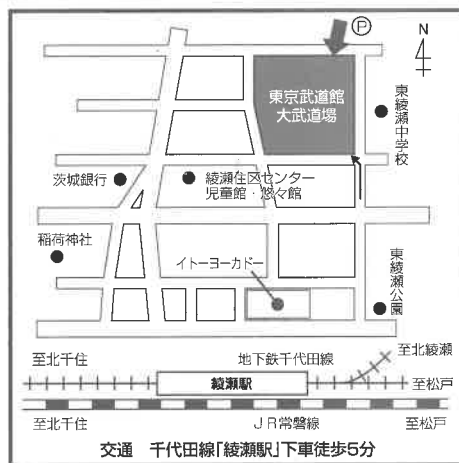 P
N
東京武道館
大武道場
東綾瀬中学校
茨城銀行
綾瀬住区センター
児童館・悠々館
稲荷神社
イトーヨーカドー
東綾瀬公園
至北千住
地下鉄千代田線
至北綾瀬
綾瀬駅
至松戸
至北千住
JR常磐線
至松戸
交通 千代田線「綾瀬駅」下車徒歩5分